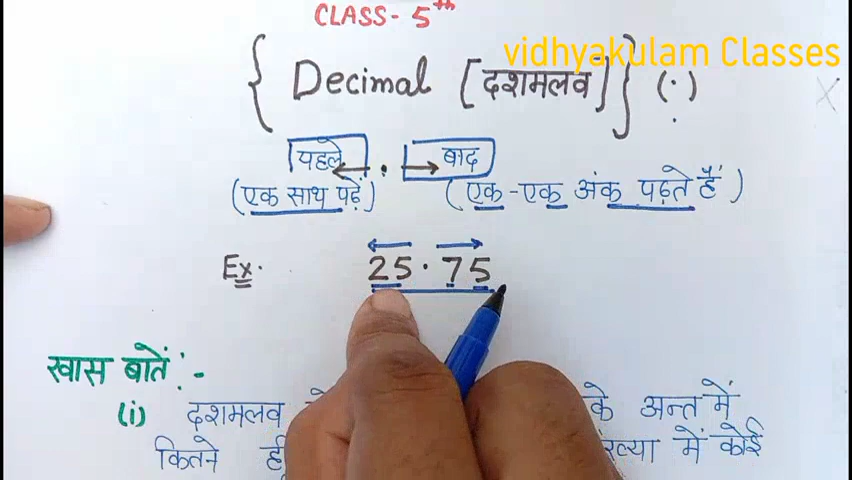 CLASS- 5th
vidhyakulam Classes
{ Decimal [दशमलव] } (·)
पहले ← · → बाद
(एक साथ पढ़ें) (एक-एक अंक पढ़ते हैं)
Ex. 25·75
खास बातें:-
(i) दशमलव के अन्त में
कितने ही में कोई